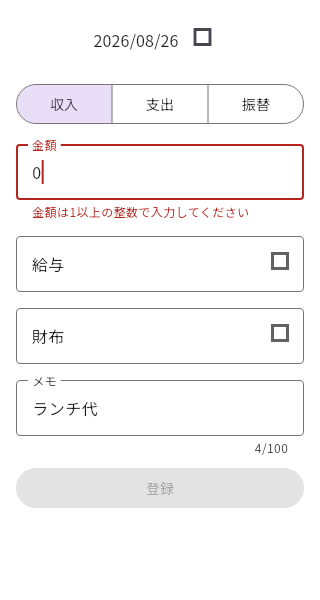 2026/08/26
収入 支出 振替
金額
0
金額は1以上の整数で入力してください
給与
財布
メモ
ランチ代
4/100
登録